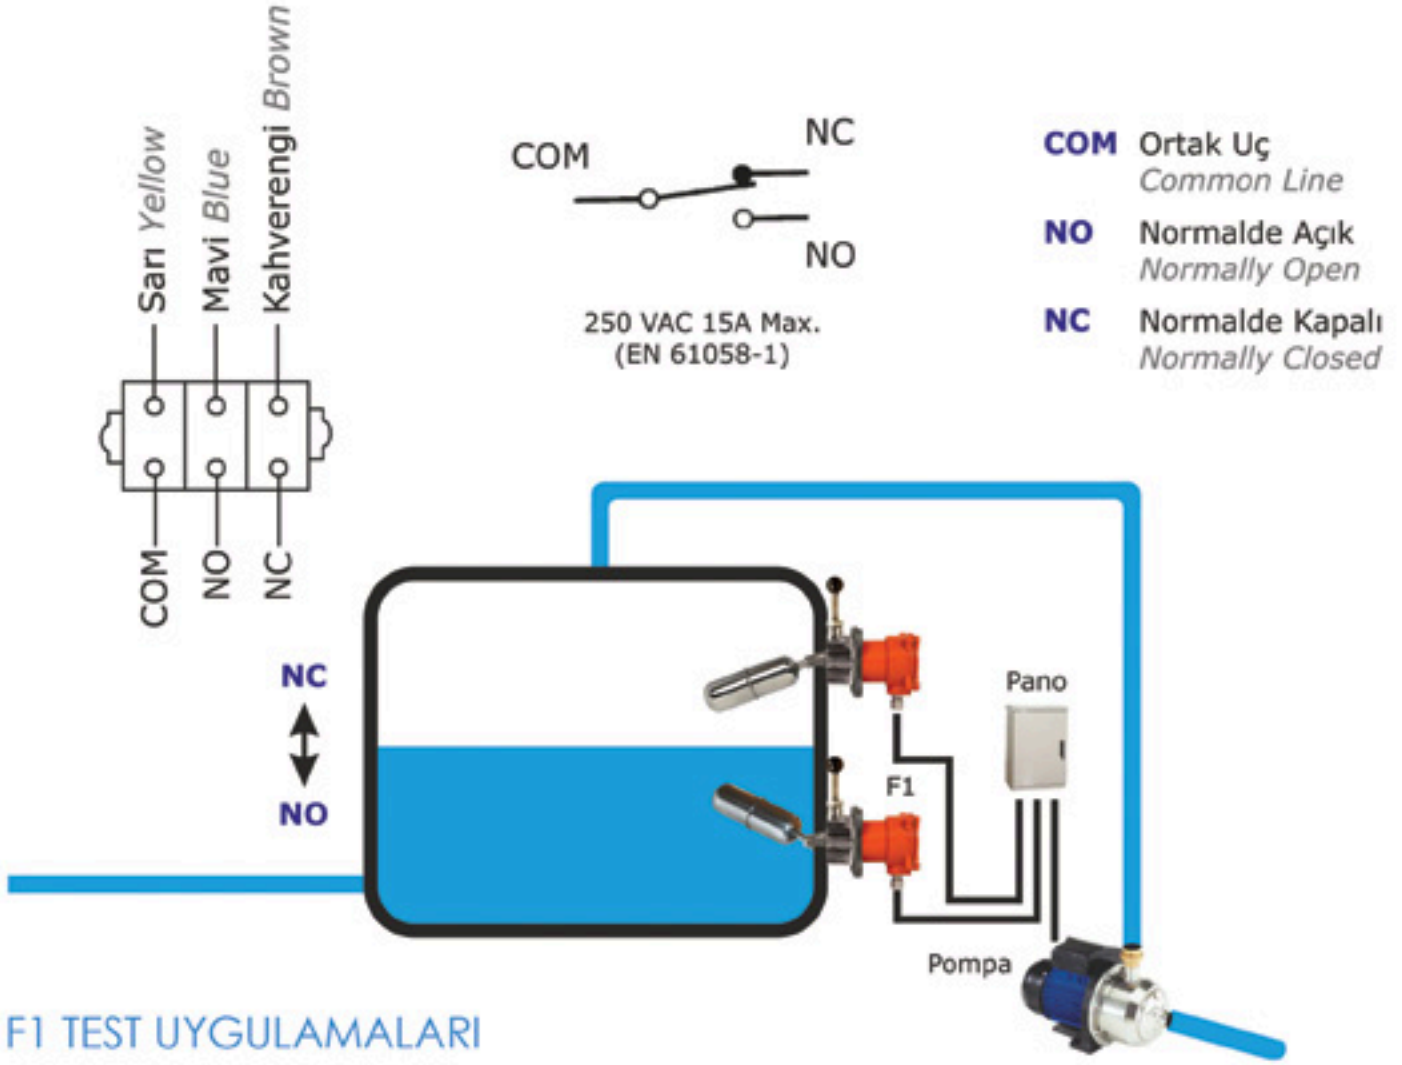 Sarı Yellow
Mavi Blue
Kahverengi Brown
COM
NO
NC
COM
NC
NO
250 VAC 15A Max.
(EN 61058-1)
COM Ortak Uç
Common Line
NO Normalde Açık
Normally Open
NC Normalde Kapalı
Normally Closed
NC
NO
F1
Pano
Pompa
F1 TEST UYGULAMALARI